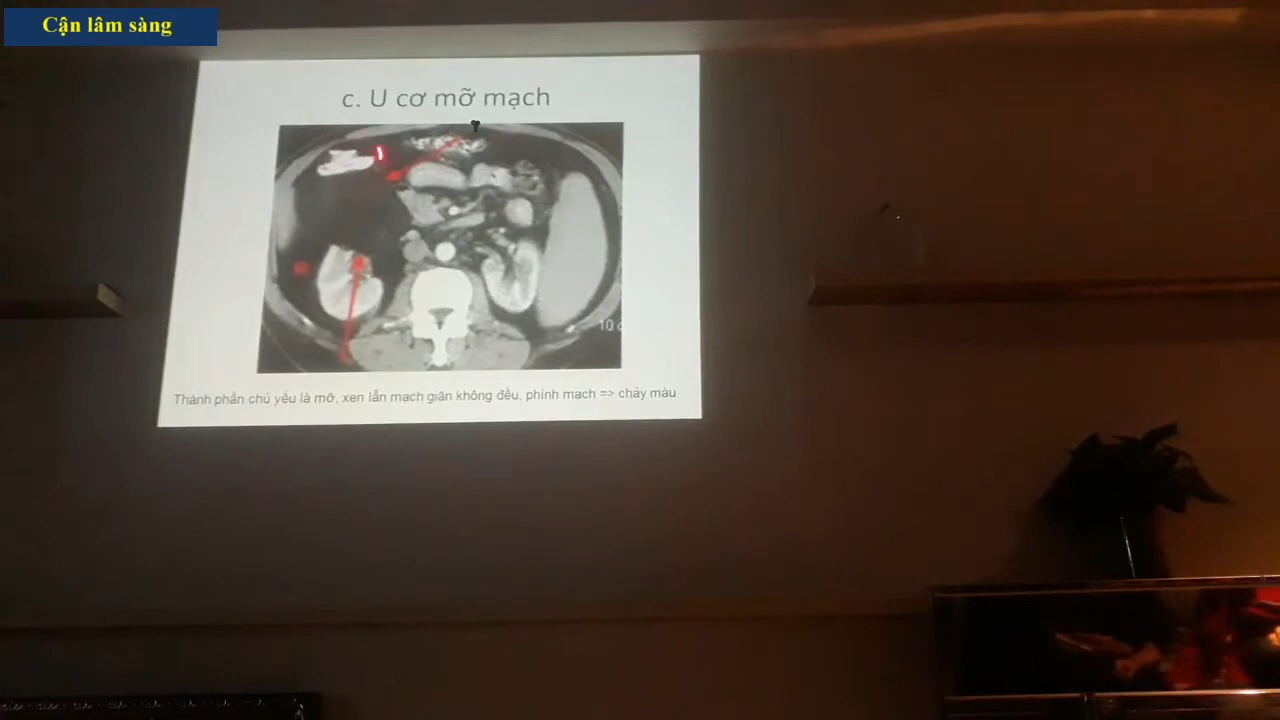 Cận lâm sàng
c. U cơ mỡ mạch
10 c
Thành phần chủ yếu là mỡ, xen lẫn mạch giãn không đều, phình mạch => chảy máu